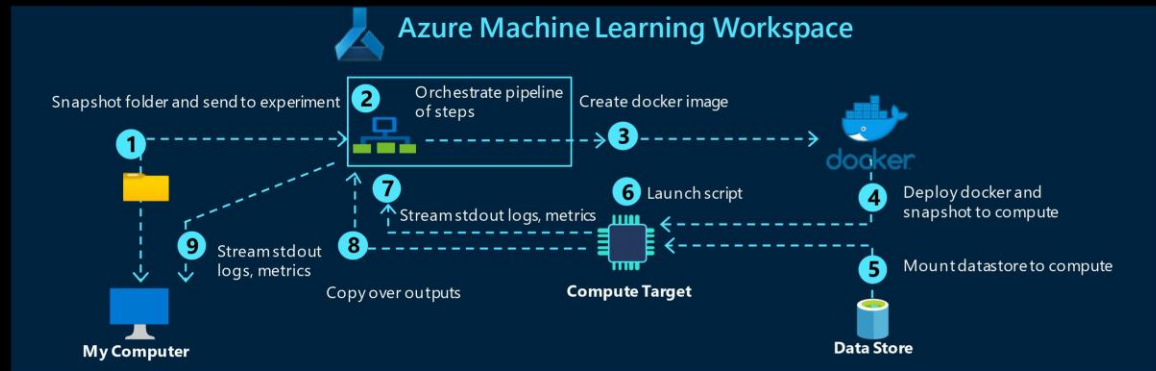 Azure Machine Learning Workspace
Snapshot folder and send to experiment
2
Orchestrate pipeline
of steps
Create docker image
1
3
docker
7
6
Launch script
4
Deploy docker and
snapshot to compute
Stream stdout logs, metrics
9
Stream stdout
logs, metrics
8
5
Mount datastore to compute
Copy over outputs
Compute Target
My Computer
Data Store